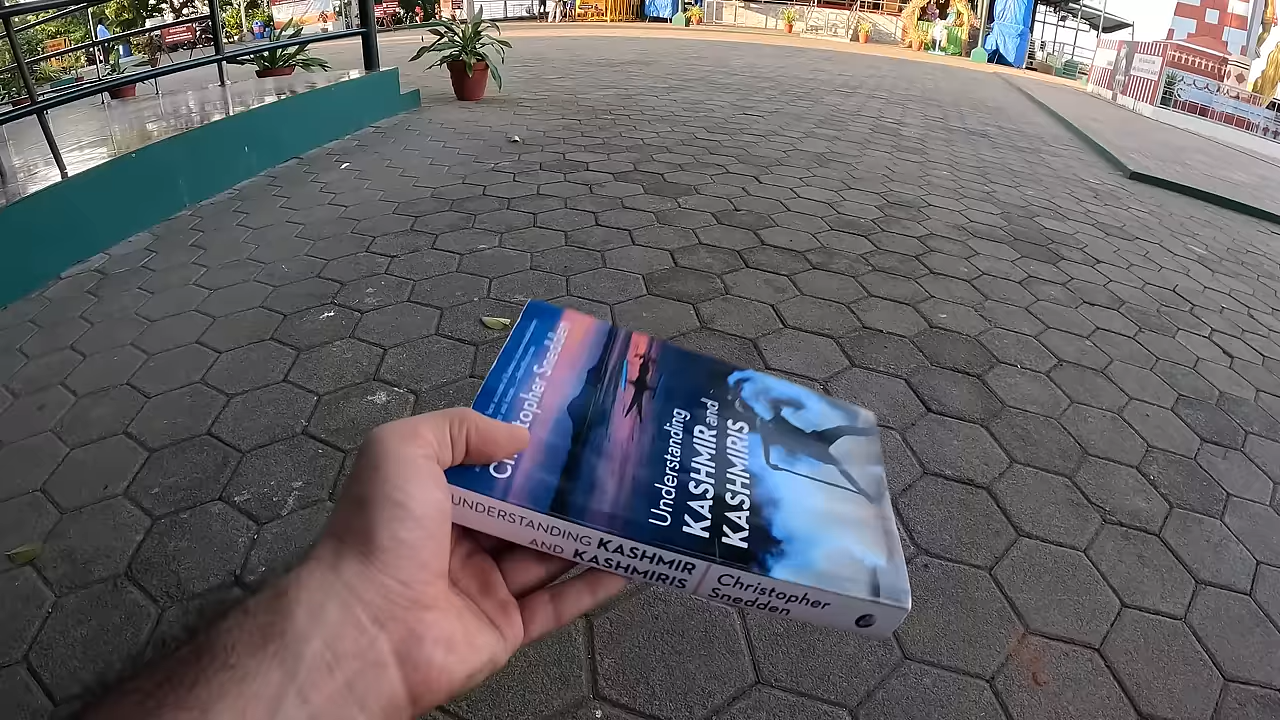 Christopher Snedden
Understanding
KASHMIR and
KASHMIRIS
UNDERSTANDING KASHMIR
AND KASHMIRIS
Christopher
Snedden